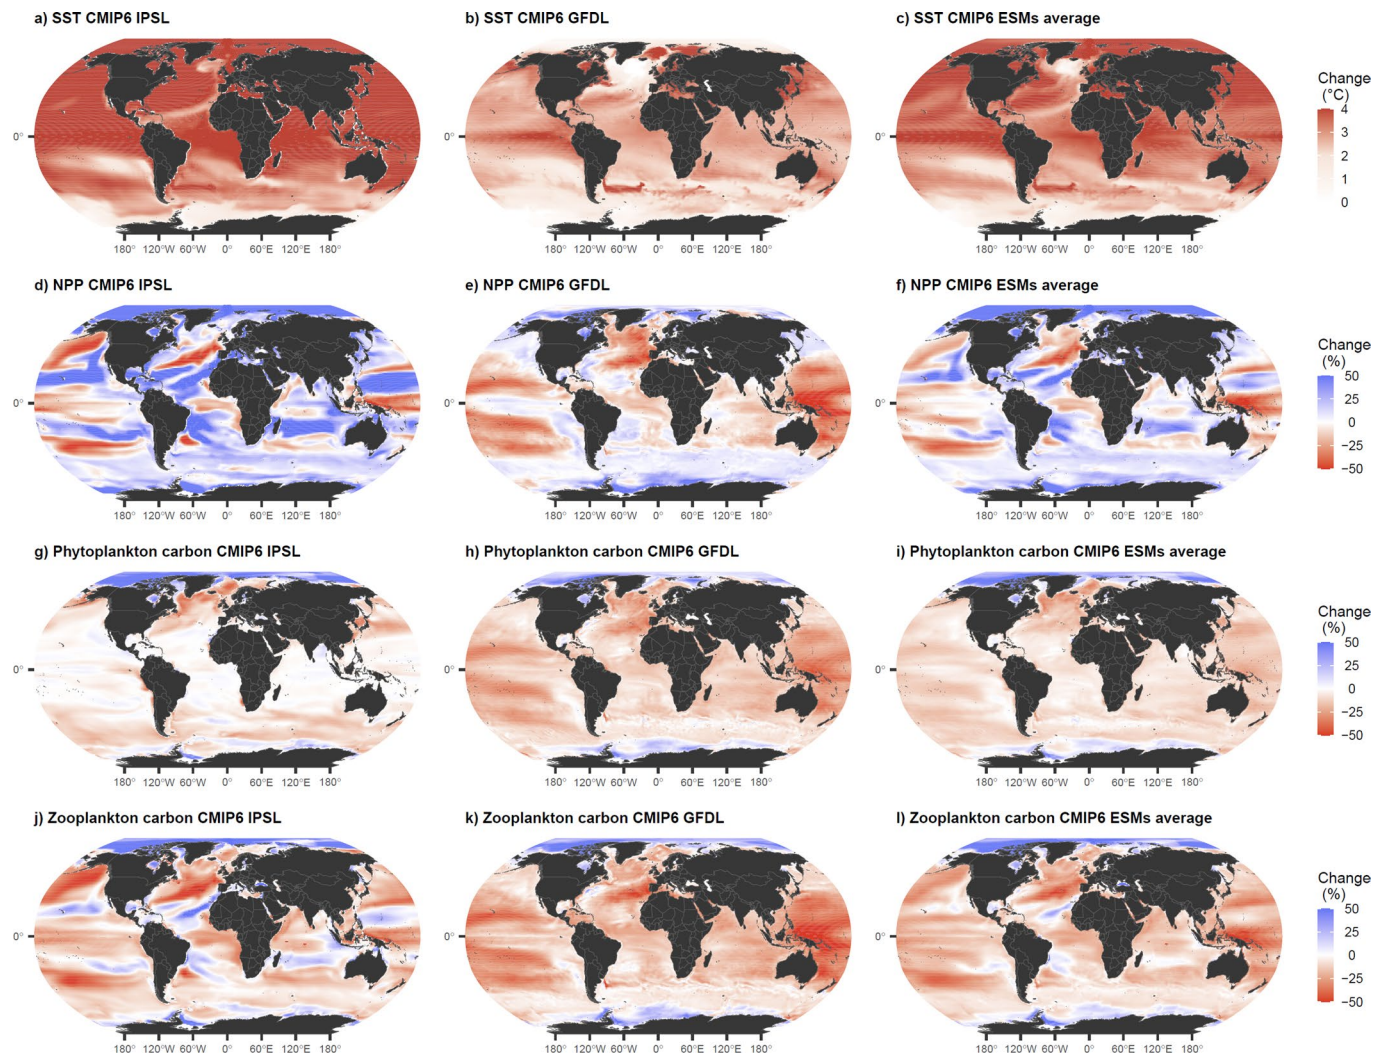 a) SST CMIP6 IPSL
b) SST CMIP6 GFDL
c) SST CMIP6 ESMs average
0°
180° 120°W 60°W 0° 60°E 120°E 180°
0°
180° 120°W 60°W 0° 60°E 120°E 180°
0°
180° 120°W 60°W 0° 60°E 120°E 180°
Change
(°C)
4
3
2
1
0
d) NPP CMIP6 IPSL
e) NPP CMIP6 GFDL
f) NPP CMIP6 ESMs average
0°
180° 120°W 60°W 0° 60°E 120°E 180°
0°
180° 120°W 60°W 0° 60°E 120°E 180°
0°
180° 120°W 60°W 0° 60°E 120°E 180°
Change
(%)
50
25
0
−25
−50
g) Phytoplankton carbon CMIP6 IPSL
h) Phytoplankton carbon CMIP6 GFDL
i) Phytoplankton carbon CMIP6 ESMs average
0°
180° 120°W 60°W 0° 60°E 120°E 180°
0°
180° 120°W 60°W 0° 60°E 120°E 180°
0°
180° 120°W 60°W 0° 60°E 120°E 180°
Change
(%)
50
25
0
−25
−50
j) Zooplankton carbon CMIP6 IPSL
k) Zooplankton carbon CMIP6 GFDL
l) Zooplankton carbon CMIP6 ESMs average
0°
180° 120°W 60°W 0° 60°E 120°E 180°
0°
180° 120°W 60°W 0° 60°E 120°E 180°
0°
180° 120°W 60°W 0° 60°E 120°E 180°
Change
(%)
50
25
0
−25
−50